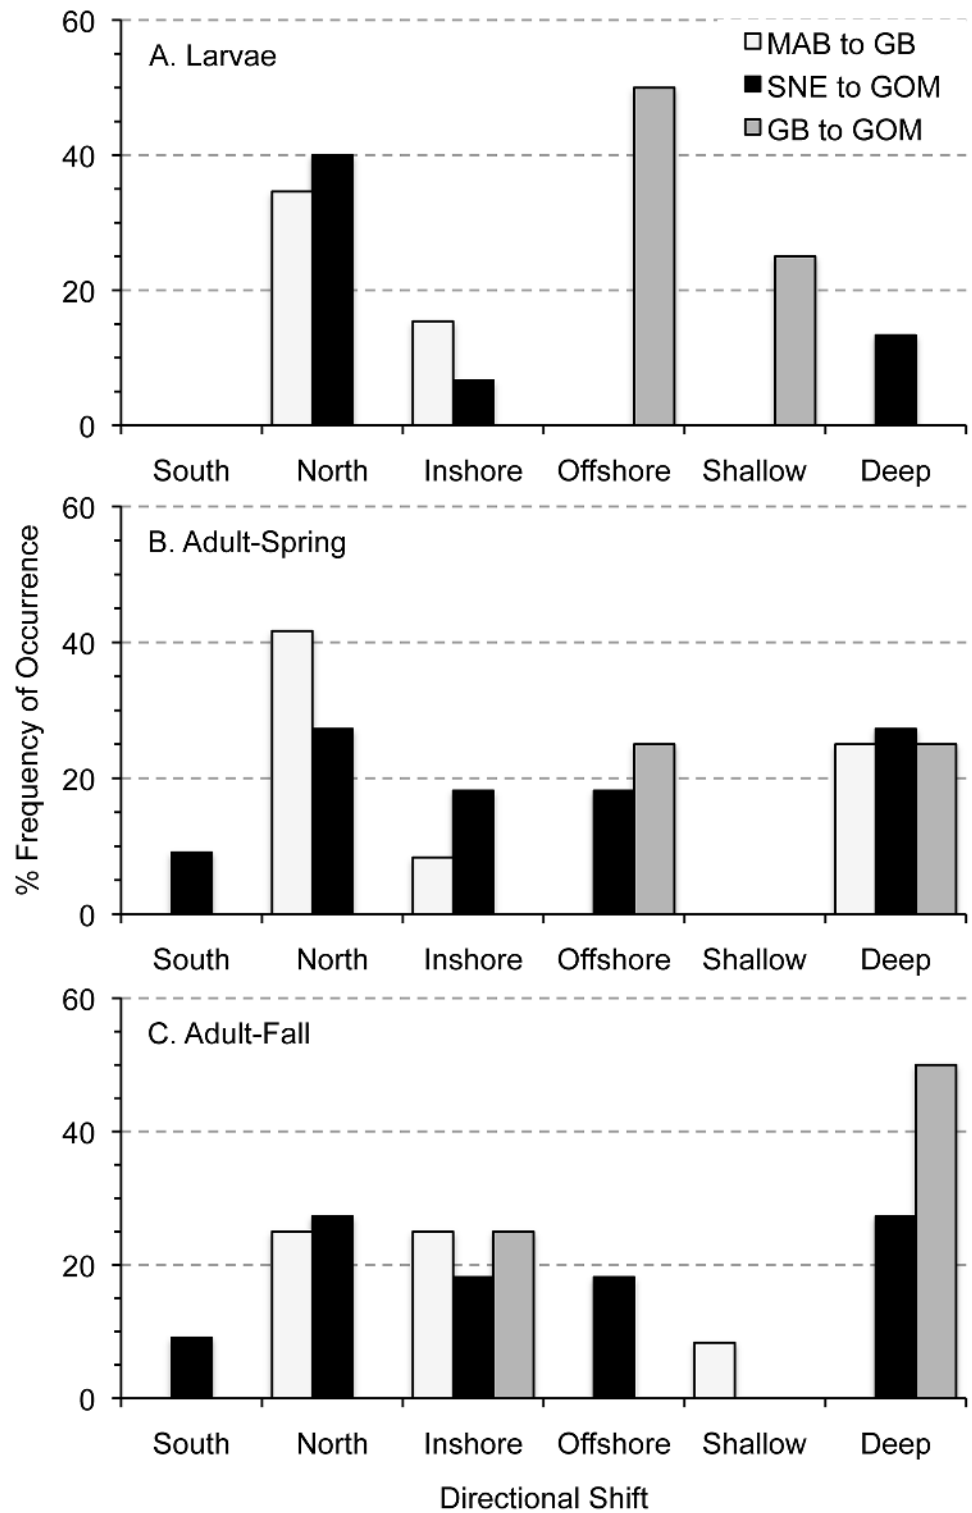 60
A. Larvae
MAB to GB
SNE to GOM
GB to GOM
40
20
0
South North Inshore Offshore Shallow Deep
% Frequency of Occurrence
60
B. Adult-Spring
40
20
0
South North Inshore Offshore Shallow Deep
60
C. Adult-Fall
40
20
0
South North Inshore Offshore Shallow Deep
Directional Shift